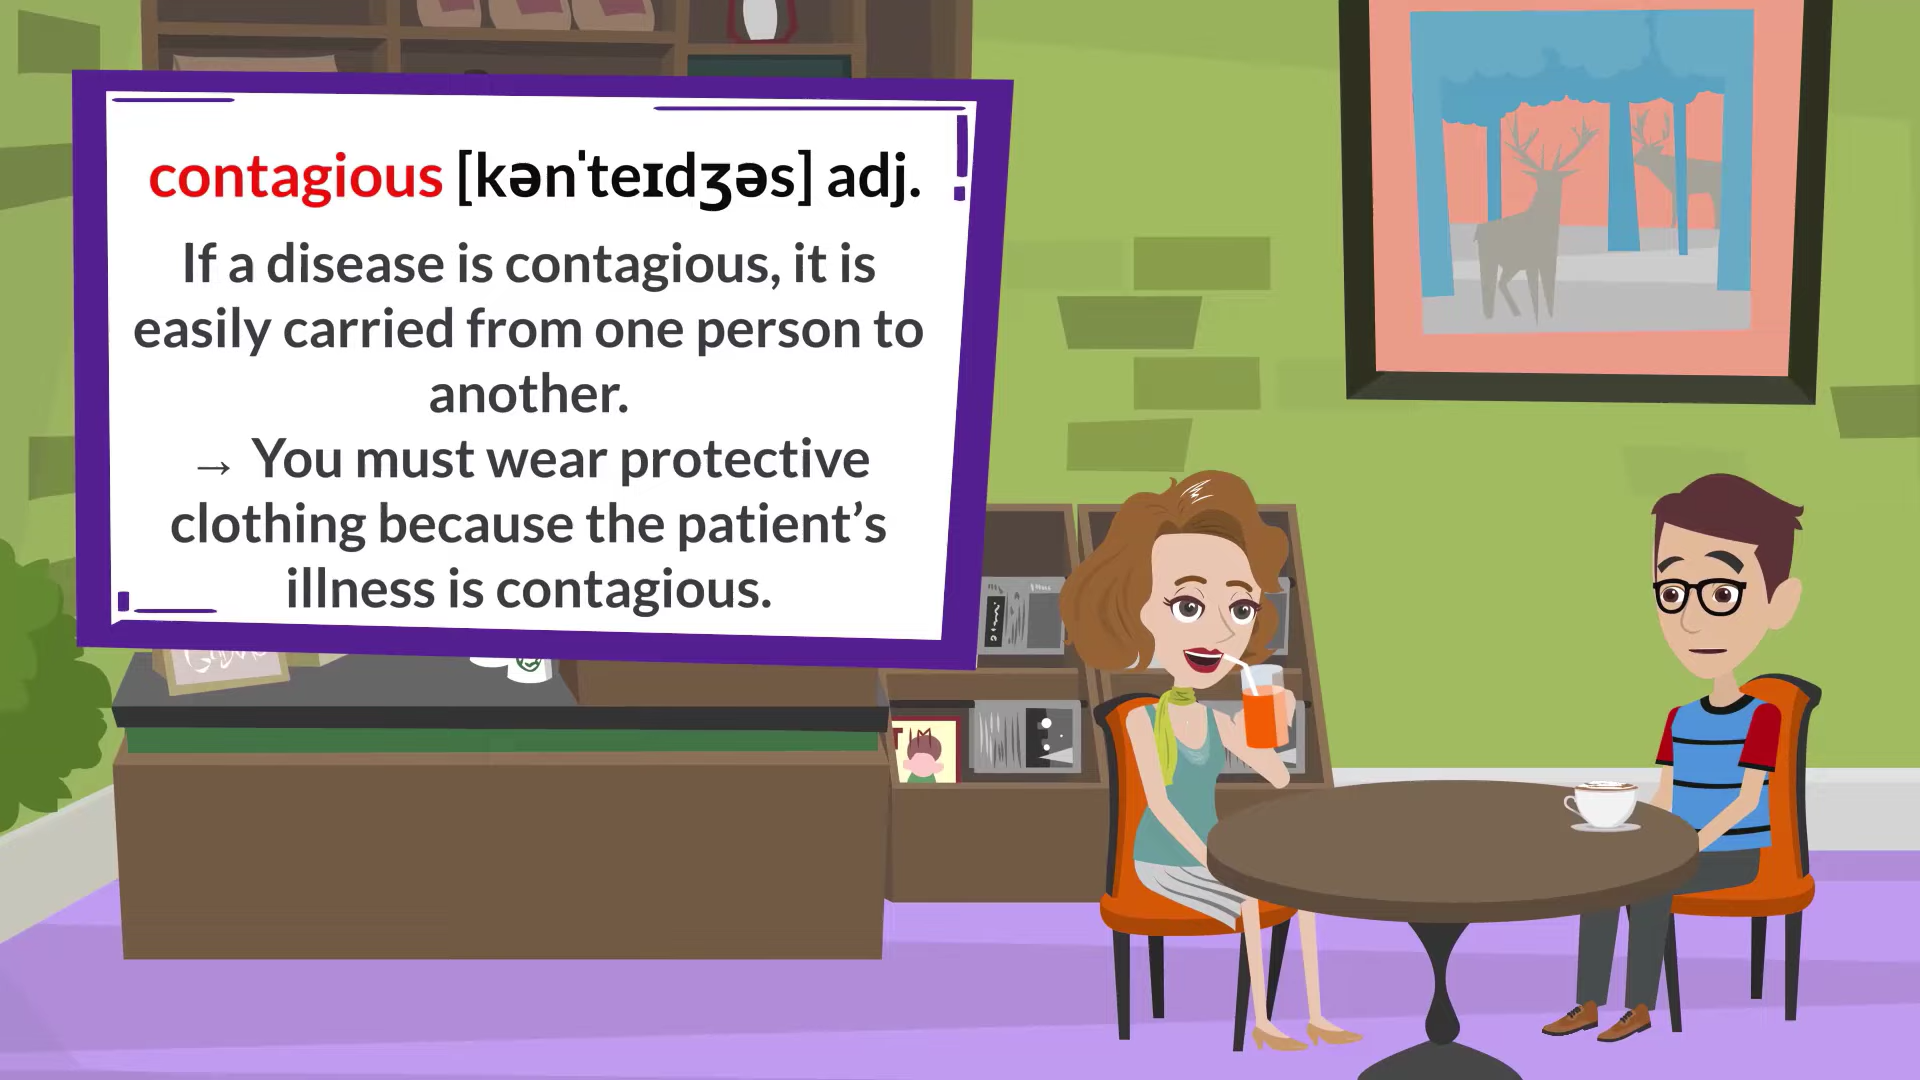 contagious [kənˈteɪdʒəs] adj.
If a disease is contagious, it is
easily carried from one person to
another.
→ You must wear protective
clothing because the patient’s
illness is contagious.